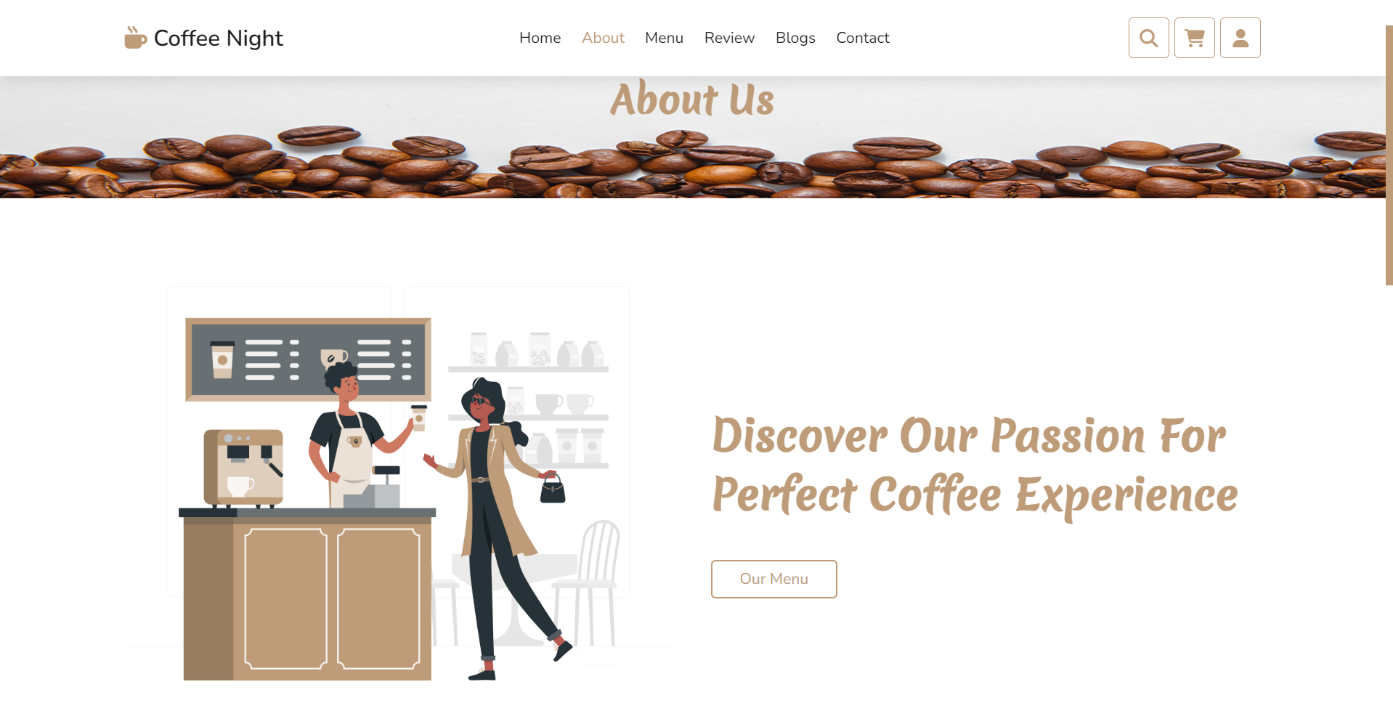 Coffee Night
Home About Menu Review Blogs Contact
About Us
Discover Our Passion For
Perfect Coffee Experience
Our Menu